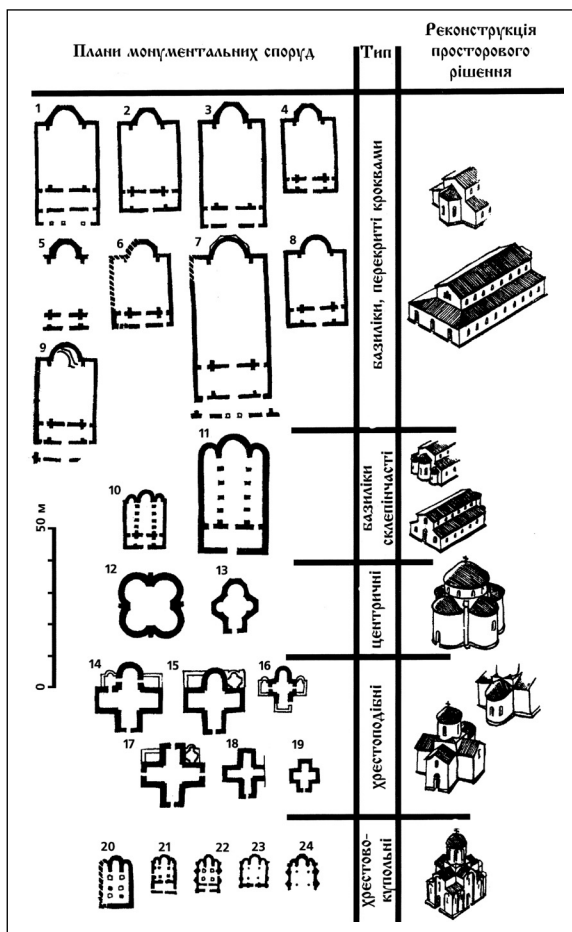 Плани монументальних споруд
Тип
Реконструкція
просторового
рішення
1
2
3
4
5
6
7
8
9
базиліки, перекритті кроквами
10
11
базиліки
склепінчасті
50 м
0
12
13
центричні
14
15
16
17
18
19
хрестоподібні
20
21
22
23
24
хрестово-
купольні